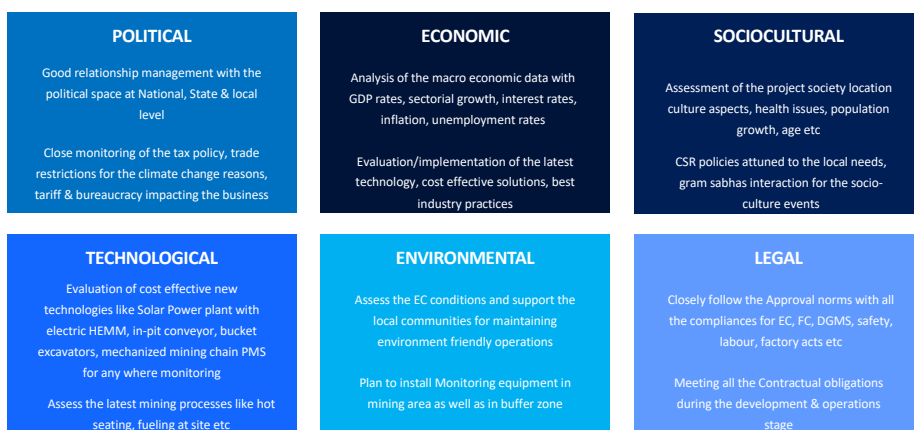 POLITICAL
Good relationship management with the
political space at National, State & local
level
Close monitoring of the tax policy, trade
restrictions for the climate change reasons,
tariff & bureaucracy impacting the business
ECONOMIC
Analysis of the macro economic data with
GDP rates, sectorial growth, interest rates,
inflation, unemployment rates
Evaluation/implementation of the latest
technology, cost effective solutions, best
industry practices
SOCIOCULTURAL
Assessment of the project society location
culture aspects, health issues, population
growth, age etc
CSR policies attuned to the local needs,
gram sabhas interaction for the socio-
culture events
TECHNOLOGICAL
Evaluation of cost effective new
technologies like Solar Power plant with
electric HEMM, in-pit conveyor, bucket
excavators, mechanized mining chain PMS
for any where monitoring
Assess the latest mining processes like hot
seating, fueling at site etc
ENVIRONMENTAL
Assess the EC conditions and support the
local communities for maintaining
environment friendly operations
Plan to install Monitoring equipment in
mining area as well as in buffer zone
LEGAL
Closely follow the Approval norms with all
the compliances for EC, FC, DGMS, safety,
labour, factory acts etc
Meeting all the Contractual obligations
during the development & operations
stage